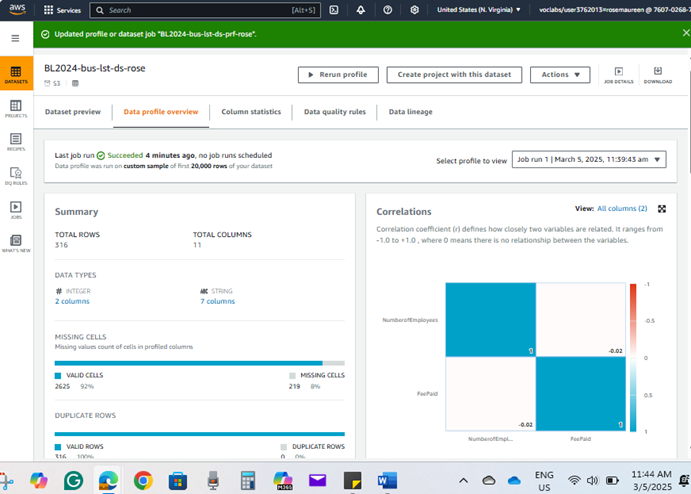 aws
Services
Search
[Alt+S]
United States (N. Virginia)
voclabs/user3762013=rosemaureen @ 7607-0268-7
Updated profile or dataset job "BL2024-bus-lst-ds-prf-rose".
BL2024-bus-lst-ds-rose
S3
Rerun profile
Create project with this dataset
Actions
JOB DETAILS
DOWNLOAD
DATASETS
PROJECTS
RECIPES
DQ RULES
JOBS
WHAT'S NEW
Dataset preview
Data profile overview
Column statistics
Data quality rules
Data lineage
Last job run Succeeded 4 minutes ago, no job runs scheduled
Data profile was run on custom sample of first 20,000 rows of your dataset
Select profile to view
Job run 1 | March 5, 2025, 11:39:43 am
Summary
TOTAL ROWS
TOTAL COLUMNS
316
11
DATA TYPES
# INTEGER
ABC STRING
2 columns
7 columns
MISSING CELLS
Missing values count of cells in profiled columns
VALID CELLS
MISSING CELLS
2625 92%
219 8%
DUPLICATE ROWS
VALID ROWS
DUPLICATE ROWS
316 100%
0 0%
Correlations
View: All columns (2)
Correlation coefficient (r) defines how closely two variables are related. It ranges from
-1.0 to +1.0 , where 0 means there is no relationship between the variables.
NumberofEmployees
FeePaid
1
-0.02
-0.02
1
NumberofEmpl...
FeePaid
-1
-0.5
0
0.5
1
M365
W
ENG
US
11:44 AM
3/5/2025